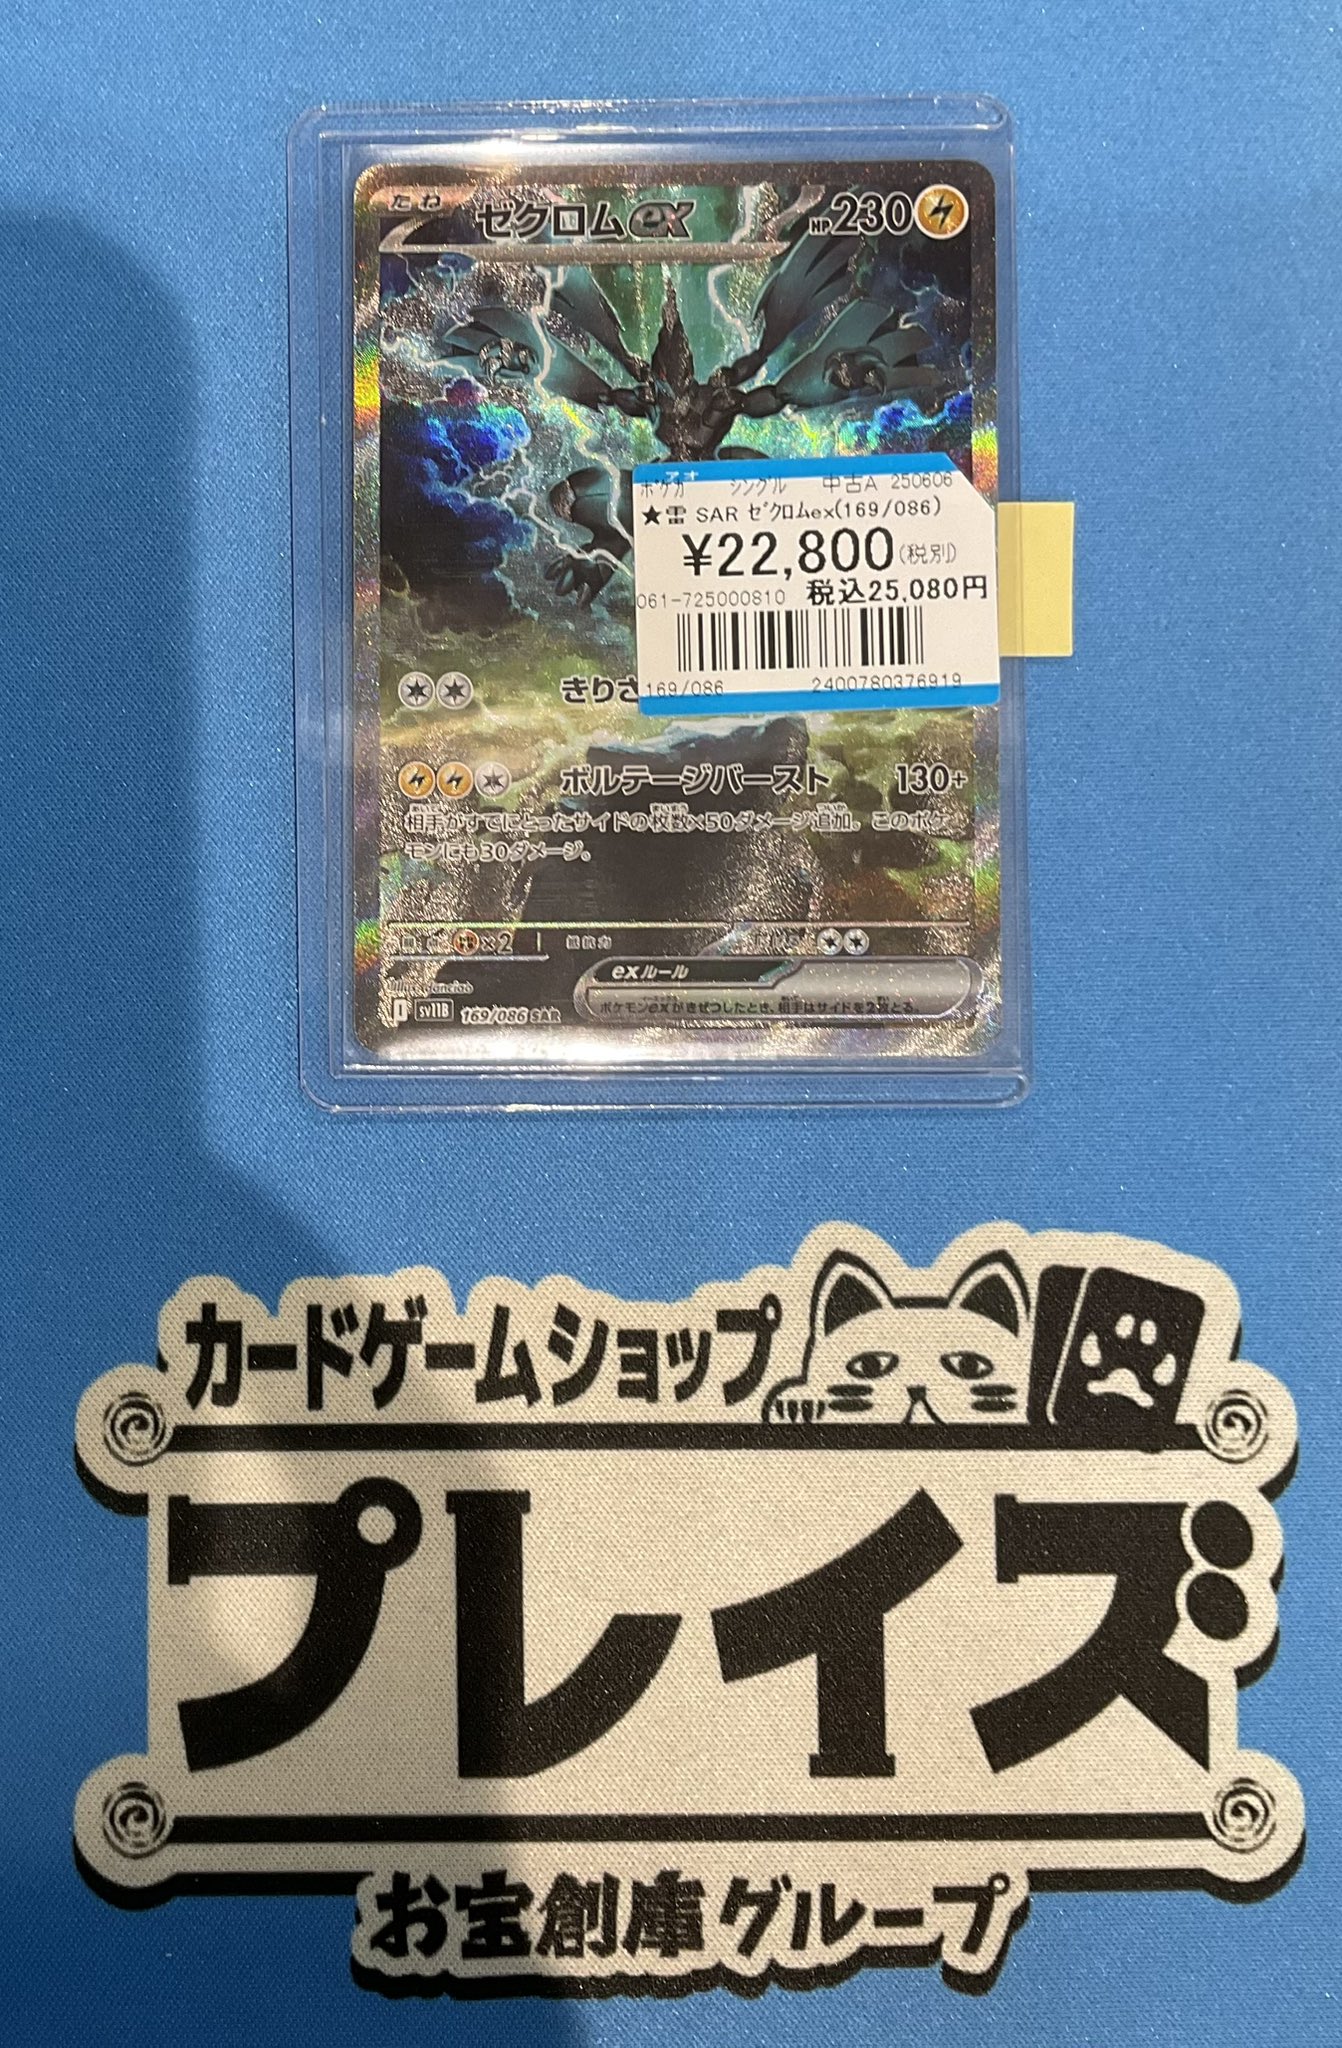 たね ゼクロムex HP230
ポケカ シングル 中古A 250606
★雷 SAR ゼクロムex(169/086)
¥22,800(税別)
061-725000810 税込25,080円
169/086 2400780376919
きりさ
ボルテージバースト 130+
相手がすでにとったサイドの枚数×50ダメージ追加。このポケ
モンにも30ダメージ。
×2 抵抗力
exルール
ポケモンexがきぜつしたとき、相手はサイドを2枚とる。
I sv11B 169/086 SAR
カードゲームショップ
プレイズ
お宝創庫グループ